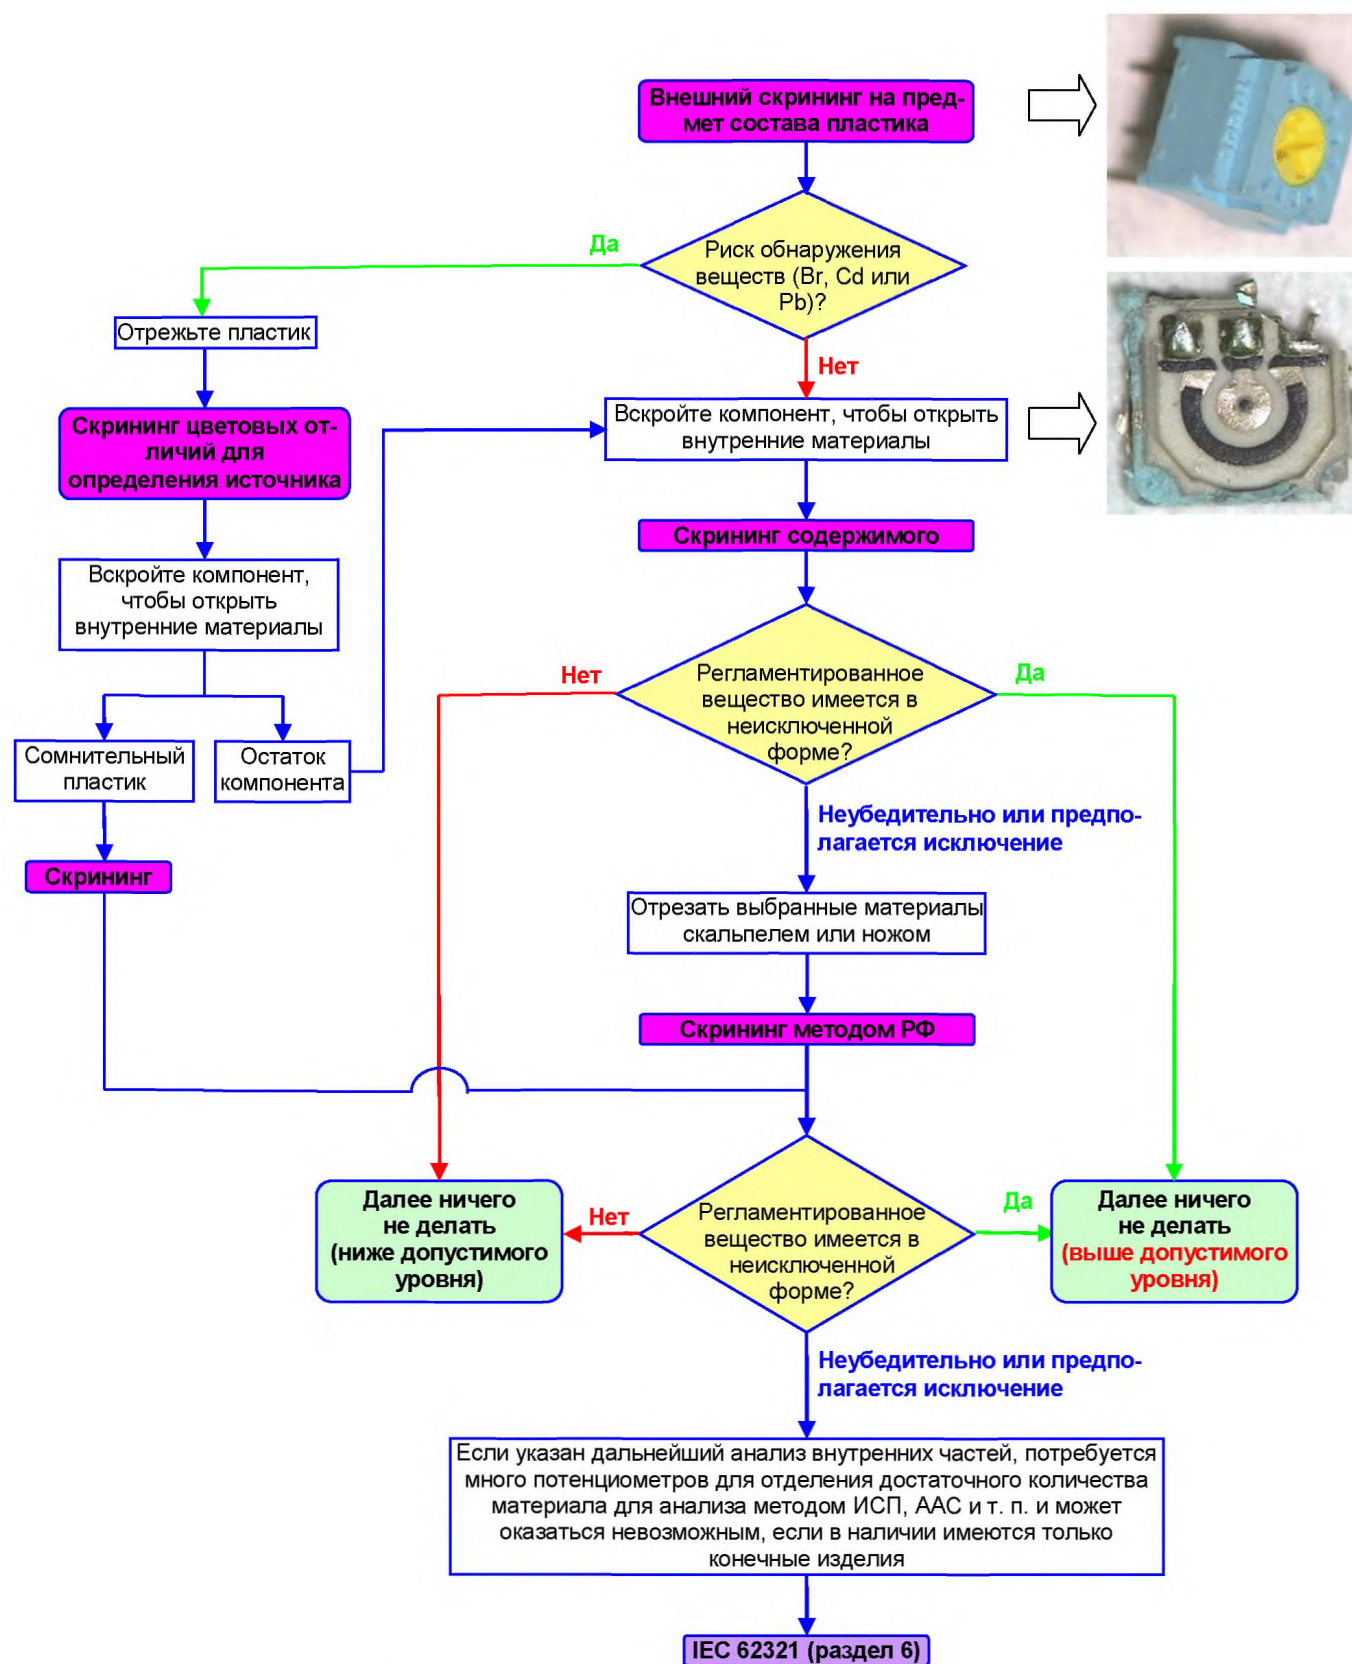 Внешний скрининг на пред-
мет состава пластика
Да
Риск обнаружения
веществ (Br, Cd или
Pb)?
Отрежьте пластик
Нет
Скрининг цветовых от-
личий для
определения источника
Вскройте компонент, чтобы открыть
внутренние материалы
Скрининг содержимого
Вскройте компонент,
чтобы открыть
внутренние материалы
Нет
Регламентированное
вещество имеется в
неисключенной
форме?
Да
Сомнительный
пластик
Остаток
компонента
Неубедительно или предпо-
лагается исключение
Скрининг
Отрезать выбранные материалы
скальпелем или ножом
Скрининг методом РФ
Далее ничего
не делать
(ниже допустимого
уровня)
Нет
Регламентированное
вещество имеется в
неисключенной
форме?
Да
Далее ничего
не делать
(выше допустимого
уровня)
Неубедительно или предпо-
лагается исключение
Если указан дальнейший анализ внутренних частей, потребуется
много потенциометров для отделения достаточного количества
материала для анализа методом ИСП, ААС и т. п. и может
оказаться невозможным, если в наличии имеются только
конечные изделия
IEC 62321 (раздел 6)